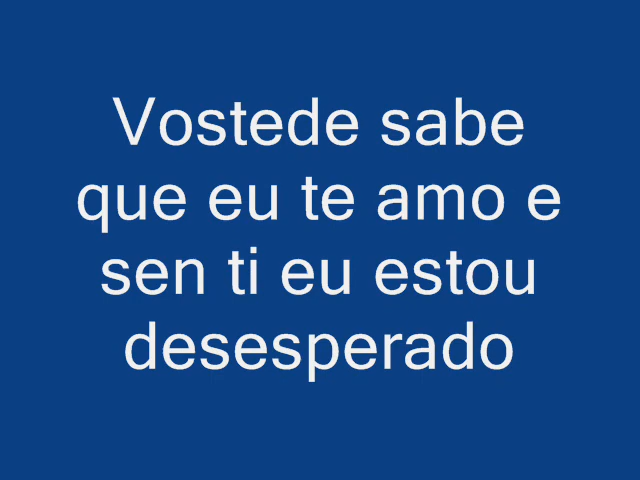 Vostede sabe
que eu te amo e
sen ti eu estou
desesperado